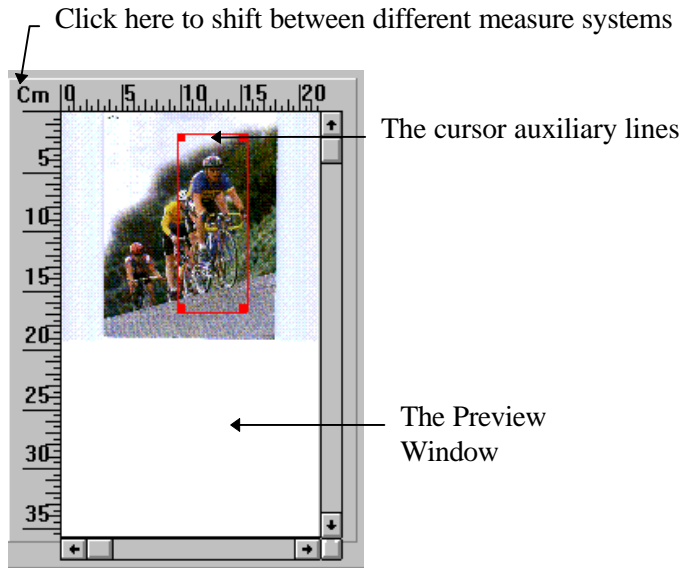 Click here to shift between different measure systems
Cm 0 5 10 15 20
The cursor auxiliary lines
5
10
15
20
25
The Preview
Window
30
35